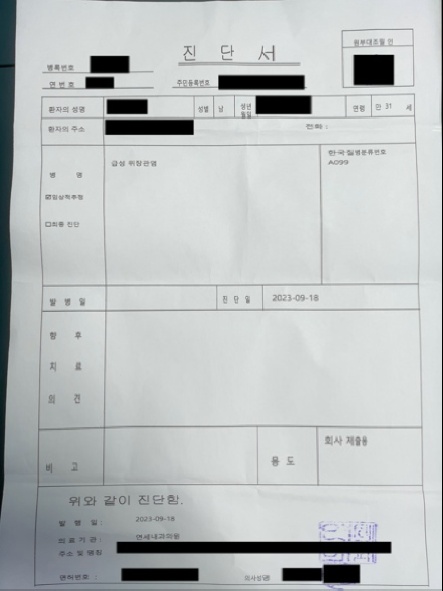 진 단 서
원부대조필 인
병록번호
연 번 호
주민등록번호
환자의 성명
성별 남
생년
월일
연령 만 31 세
환자의 주소
전화 :
병 명
☑임상적추정
☐최종 진단
급성 위장관염
한국질병분류번호
A099
발 병 일
진 단 일
2023-09-18
향 후
치 료
의 견
비 고
용 도
회사 제출용
위와 같이 진단함.
발 행 일 : 2023-09-18
의 료 기 관 : 연세내과의원
주소 및 명칭
면허번호 :
의사성명